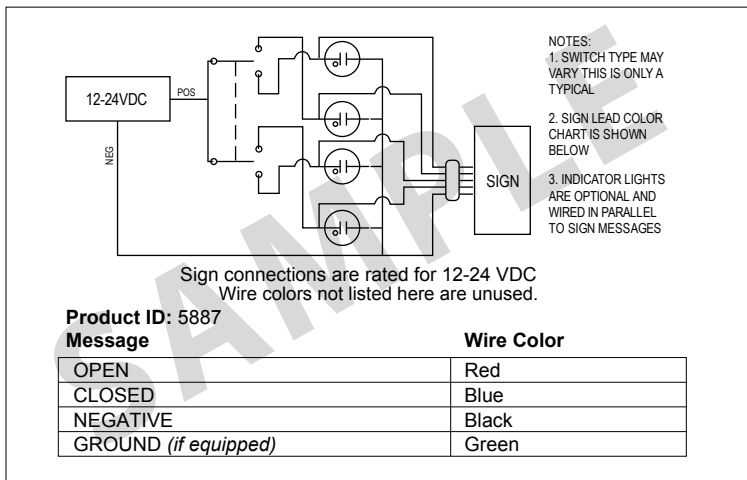 NOTES:
1. SWITCH TYPE MAY
VARY THIS IS ONLY A
TYPICAL
2. SIGN LEAD COLOR
CHART IS SHOWN
BELOW
3. INDICATOR LIGHTS
ARE OPTIONAL AND
WIRED IN PARALLEL
TO SIGN MESSAGES
12-24VDC
POS
NEG
SIGN
SAMPLE
Sign connections are rated for 12-24 VDC
Wire colors not listed here are unused.
Product ID: 5887
Message Wire Color
OPEN Red
CLOSED Blue
NEGATIVE Black
GROUND (if equipped) Green